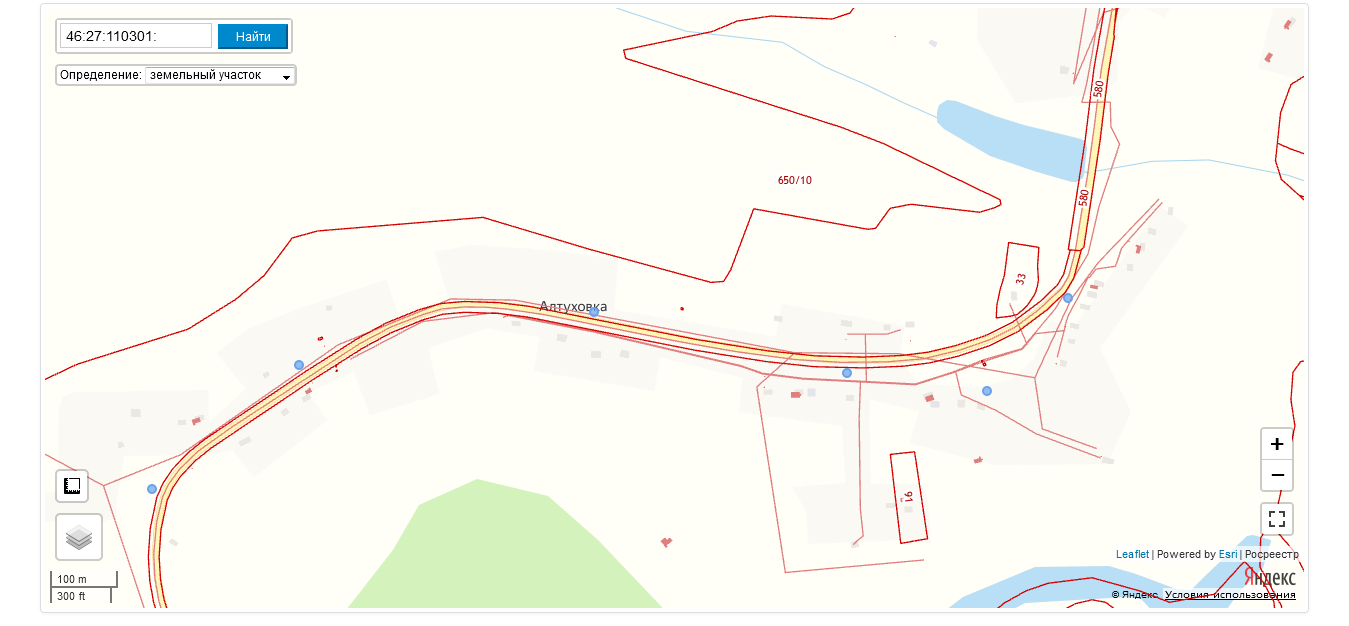 46:27:110301:
Найти
Определение: земельный участок
580
650/10
580
33
Алтуховка
91
+
−
100 m
300 ft
Leaflet | Powered by Esri | Росреестр
Яндекс
© Яндекс Условия использования